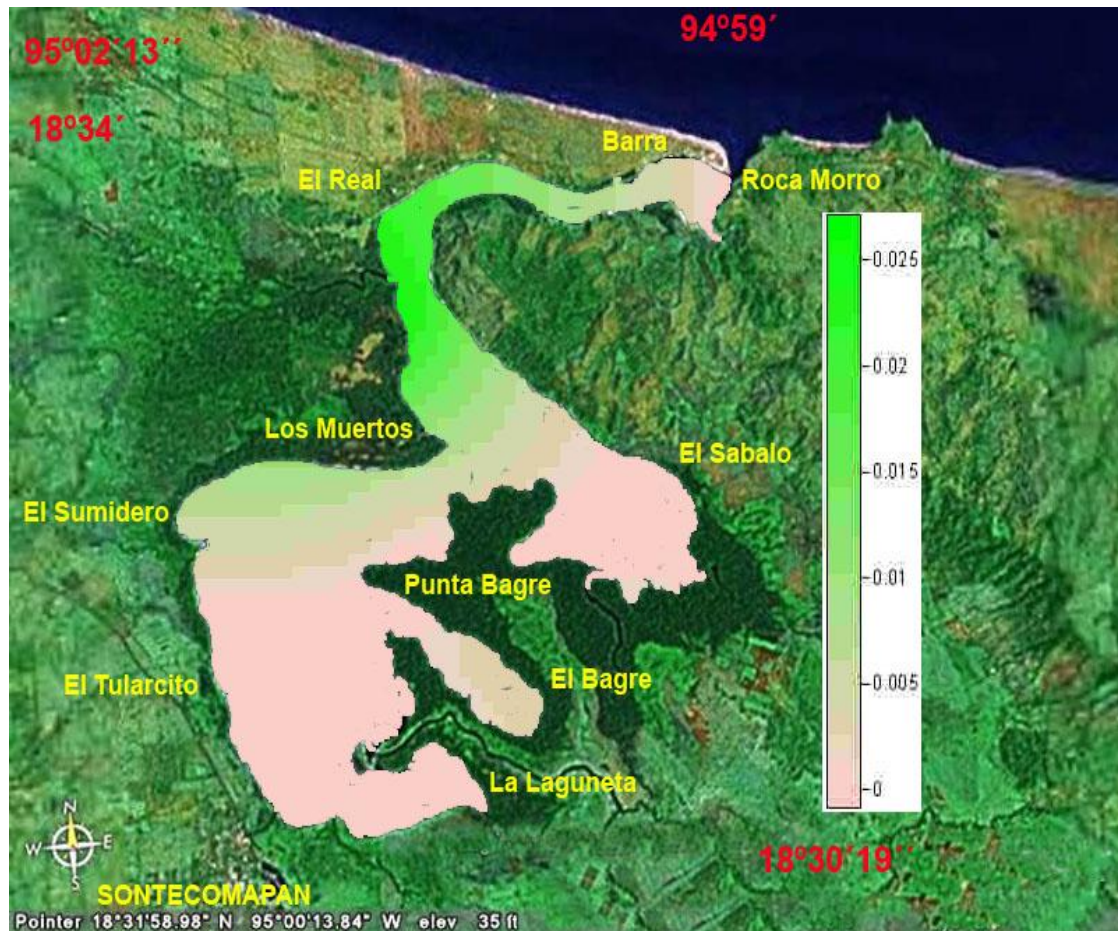 94º59´
95º02´13´´
18º34´
Barra
El Real
Roca Morro
0.025
0.02
Los Muertos
El Sabalo
0.015
El Sumidero
0.01
Punta Bagre
El Tularcito
El Bagre
0.005
La Laguneta
0
N
W
E
S
18º30´19´´
SONTECOMAPAN
Pointer 18°31'58.98" N 95°00'13.84" W elev 35 ft